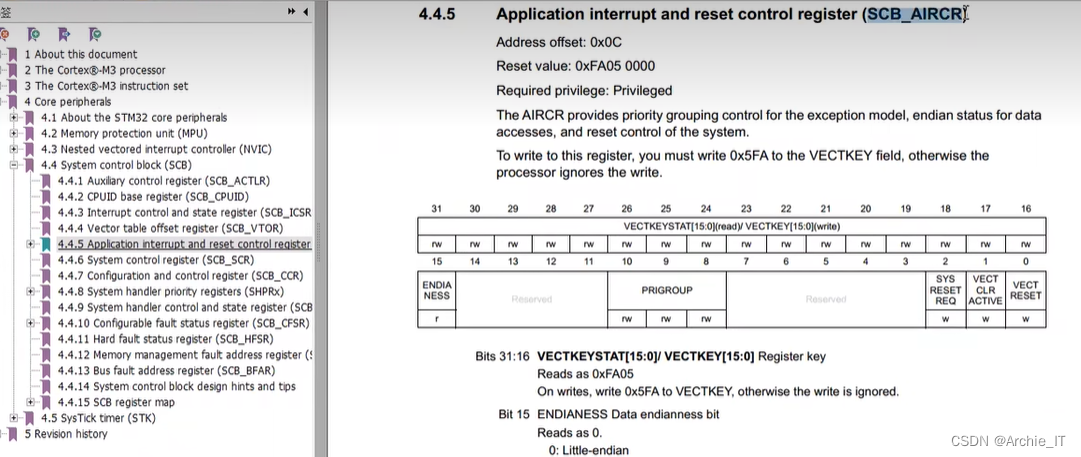 签
1 About this document
2 The Cortex®-M3 processor
3 The Cortex®-M3 instruction set
4 Core peripherals
4.1 About the STM32 core peripherals
4.2 Memory protection unit (MPU)
4.3 Nested vectored interrupt controller (NVIC)
4.4 System control block (SCB)
4.4.1 Auxiliary control register (SCB_ACTLR)
4.4.2 CPUID base register (SCB_CPUID)
4.4.3 Interrupt control and state register (SCB_ICSR
4.4.4 Vector table offset register (SCB_VTOR)
4.4.5 Application interrupt and reset control register
4.4.6 System control register (SCB_SCR)
4.4.7 Configuration and control register (SCB_CCR)
4.4.8 System handler priority registers (SHPRx)
4.4.9 System handler control and state register (SCB
4.4.10 Configurable fault status register (SCB_CFSR)
4.4.11 Hard fault status register (SCB_HFSR)
4.4.12 Memory management fault address register (S
4.4.13 Bus fault address register (SCB_BFAR)
4.4.14 System control block design hints and tips
4.4.15 SCB register map
4.5 SysTick timer (STK)
5 Revision history
4.4.5 Application interrupt and reset control register (SCB_AIRCR)
Address offset: 0x0C
Reset value: 0xFA05 0000
Required privilege: Privileged
The AIRCR provides priority grouping control for the exception model, endian status for data
accesses, and reset control of the system.
To write to this register, you must write 0x5FA to the VECTKEY field, otherwise the
processor ignores the write.
31 30 29 28 27 26 25 24 23 22 21 20 19 18 17 16
VECTKEYSTAT[15:0](read)/ VECTKEY[15:0](write)
rw rw rw rw rw rw rw rw rw rw rw rw rw rw rw rw
15 14 13 12 11 10 9 8 7 6 5 4 3 2 1 0
ENDIA
NESS
Reserved
PRIGROUP
Reserved
SYS
RESET
REQ
VECT
CLR
ACTIVE
VECT
RESET
r rw rw rw w w w
Bits 31:16 VECTKEYSTAT[15:0]/ VECTKEY[15:0] Register key
Reads as 0xFA05
On writes, write 0x5FA to VECTKEY, otherwise the write is ignored.
Bit 15 ENDIANESS Data endianness bit
Reads as 0.
0: Little-endian
CSDN @Archie_IT